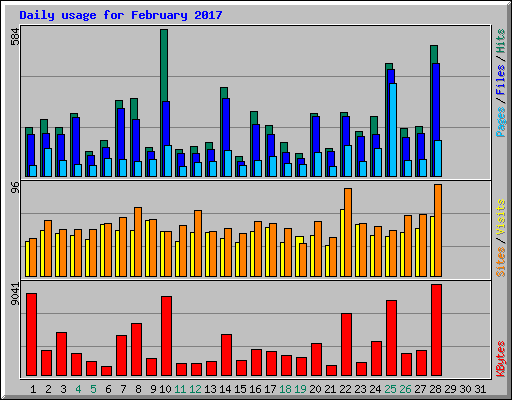 Daily usage for February 2017
584
Pages / Files / Hits
96
Sites / Visits
9041
KBytes
1 2 3 4 5 6 7 8 9 10 11 12 13 14 15 16 17 18 19 20 21 22 23 24 25 26 27 28 29 30 31